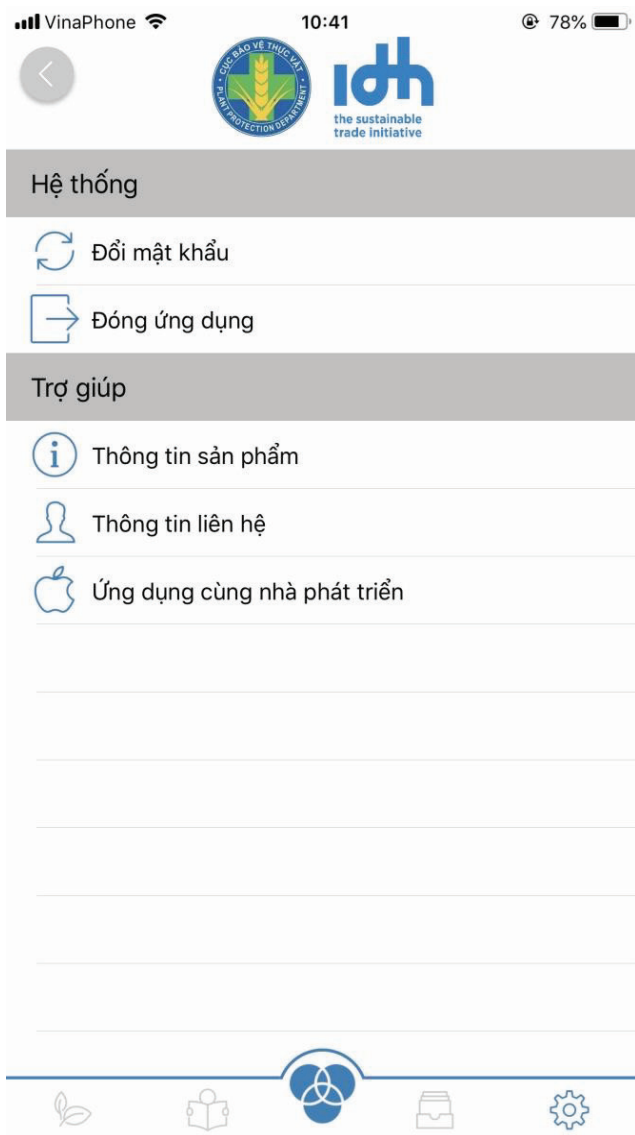 VinaPhone 10:41 78%
CỤC BẢO VỆ THỰC VẬT
PLANT PROTECTION DEPARTMENT
idh
the sustainable
trade initiative
Hệ thống
Đổi mật khẩu
Đóng ứng dụng
Trợ giúp
Thông tin sản phẩm
Thông tin liên hệ
Ứng dụng cùng nhà phát triển